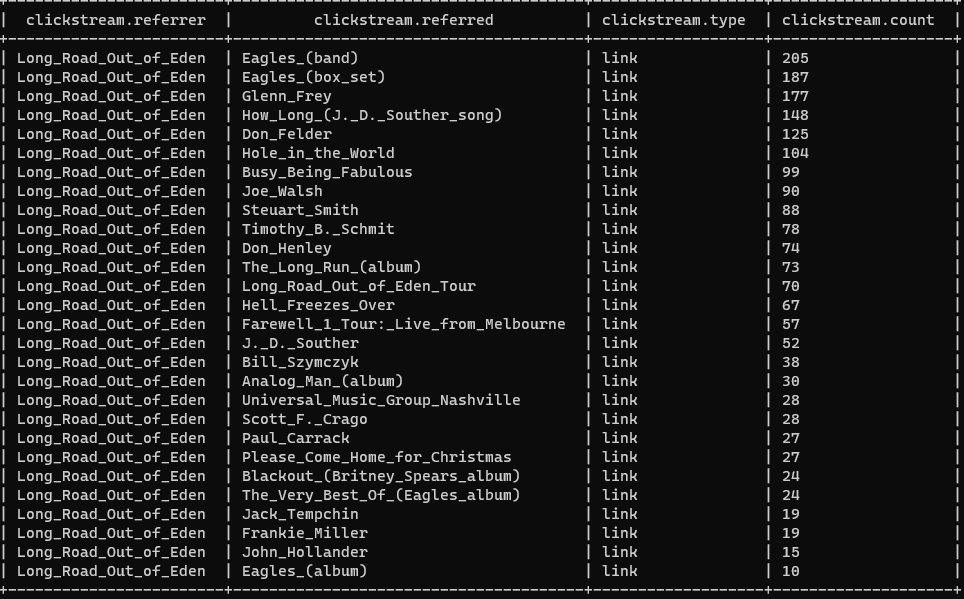 | clickstream.referrer | clickstream.referred | clickstream.type | clickstream.count |
| Long_Road_Out_of_Eden | Eagles_(band) | link | 205 |
| Long_Road_Out_of_Eden | Eagles_(box_set) | link | 187 |
| Long_Road_Out_of_Eden | Glenn_Frey | link | 177 |
| Long_Road_Out_of_Eden | How_Long_(J._D._Souther_song) | link | 148 |
| Long_Road_Out_of_Eden | Don_Felder | link | 125 |
| Long_Road_Out_of_Eden | Hole_in_the_World | link | 104 |
| Long_Road_Out_of_Eden | Busy_Being_Fabulous | link | 99 |
| Long_Road_Out_of_Eden | Joe_Walsh | link | 90 |
| Long_Road_Out_of_Eden | Steuart_Smith | link | 88 |
| Long_Road_Out_of_Eden | Timothy_B._Schmit | link | 78 |
| Long_Road_Out_of_Eden | Don_Henley | link | 74 |
| Long_Road_Out_of_Eden | The_Long_Run_(album) | link | 73 |
| Long_Road_Out_of_Eden | Long_Road_Out_of_Eden_Tour | link | 70 |
| Long_Road_Out_of_Eden | Hell_Freezes_Over | link | 67 |
| Long_Road_Out_of_Eden | Farewell_1_Tour:_Live_from_Melbourne | link | 57 |
| Long_Road_Out_of_Eden | J._D._Souther | link | 52 |
| Long_Road_Out_of_Eden | Bill_Szymczyk | link | 38 |
| Long_Road_Out_of_Eden | Analog_Man_(album) | link | 30 |
| Long_Road_Out_of_Eden | Universal_Music_Group_Nashville | link | 28 |
| Long_Road_Out_of_Eden | Scott_F._Crago | link | 28 |
| Long_Road_Out_of_Eden | Paul_Carrack | link | 27 |
| Long_Road_Out_of_Eden | Please_Come_Home_for_Christmas | link | 27 |
| Long_Road_Out_of_Eden | Blackout_(Britney_Spears_album) | link | 24 |
| Long_Road_Out_of_Eden | The_Very_Best_Of_(Eagles_album) | link | 24 |
| Long_Road_Out_of_Eden | Jack_Tempchin | link | 19 |
| Long_Road_Out_of_Eden | Frankie_Miller | link | 19 |
| Long_Road_Out_of_Eden | John_Hollander | link | 15 |
| Long_Road_Out_of_Eden | Eagles_(album) | link | 10 |